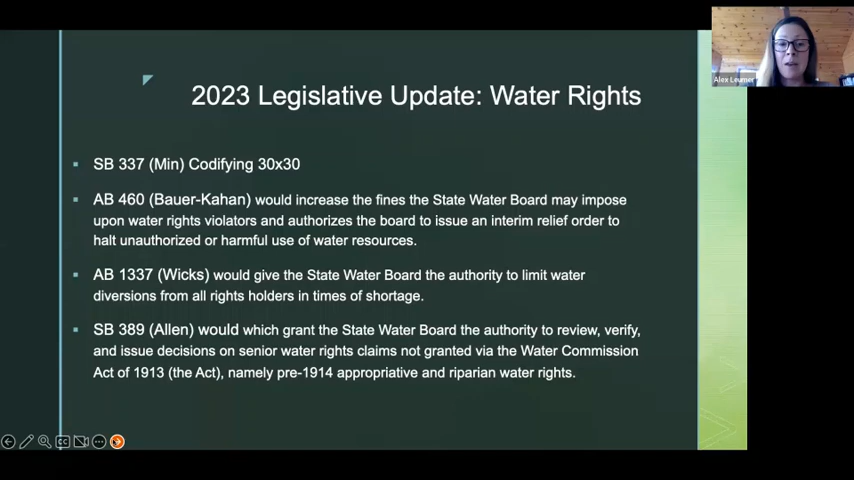 Alex Leumer
2023 Legislative Update: Water Rights
SB 337 (Min) Codifying 30x30
AB 460 (Bauer-Kahan) would increase the fines the State Water Board may impose
upon water rights violators and authorizes the board to issue an interim relief order to
halt unauthorized or harmful use of water resources.
AB 1337 (Wicks) would give the State Water Board the authority to limit water
diversions from all rights holders in times of shortage.
SB 389 (Allen) would which grant the State Water Board the authority to review, verify,
and issue decisions on senior water rights claims not granted via the Water Commission
Act of 1913 (the Act), namely pre-1914 appropriative and riparian water rights.
CC